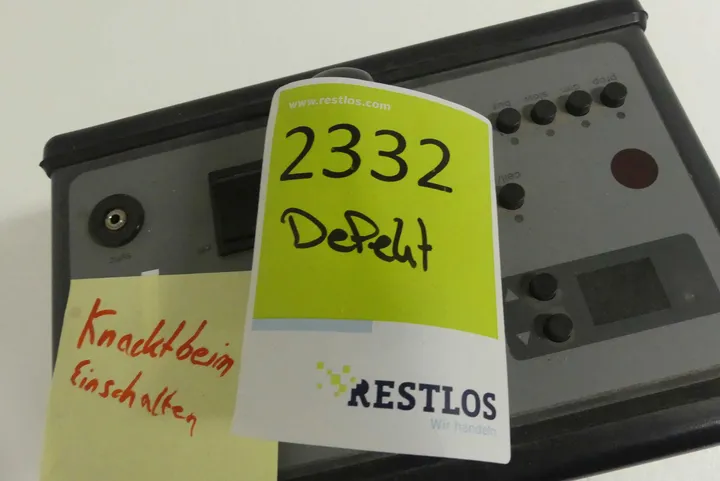 www.restlos.com
2332
Defekt
Knackt beim
Einschalten
RESTLOS
Wir handeln